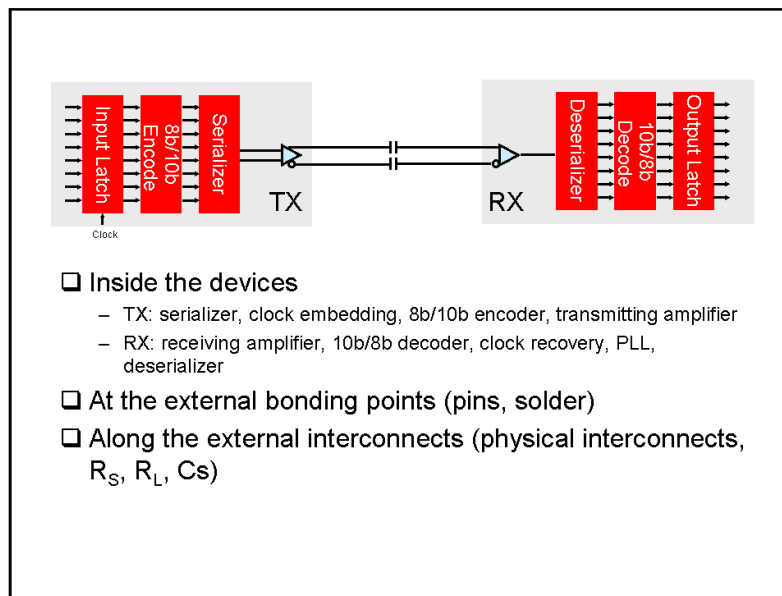 Input Latch
8b/10b
Encode
Serializer
TX
Clock
RX
Deserializer
10b/8b
Decode
Output Latch
❑ Inside the devices
– TX: serializer, clock embedding, 8b/10b encoder, transmitting amplifier
– RX: receiving amplifier, 10b/8b decoder, clock recovery, PLL,
deserializer
❑ At the external bonding points (pins, solder)
❑ Along the external interconnects (physical interconnects,
R_S, R_L, Cs)